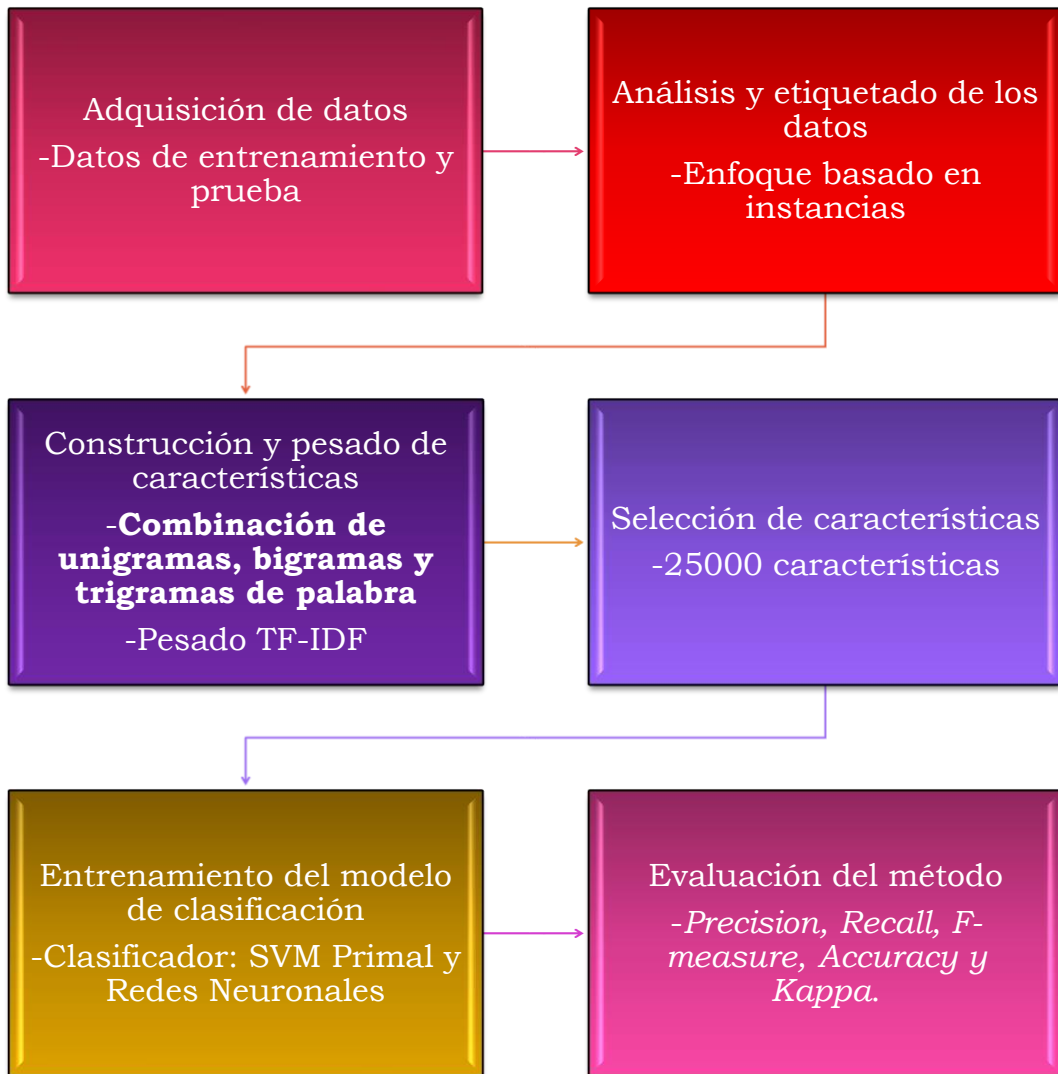 Adquisición de datos
-Datos de entrenamiento y
prueba
Análisis y etiquetado de los
datos
-Enfoque basado en
instancias
Construcción y pesado de
características
-Combinación de
unigramas, bigramas y
trigramas de palabra
-Pesado TF-IDF
Selección de características
-25000 características
Entrenamiento del modelo
de clasificación
-Clasificador: SVM Primal y
Redes Neuronales
Evaluación del método
-Precision, Recall, F-
measure, Accuracy y
Kappa.